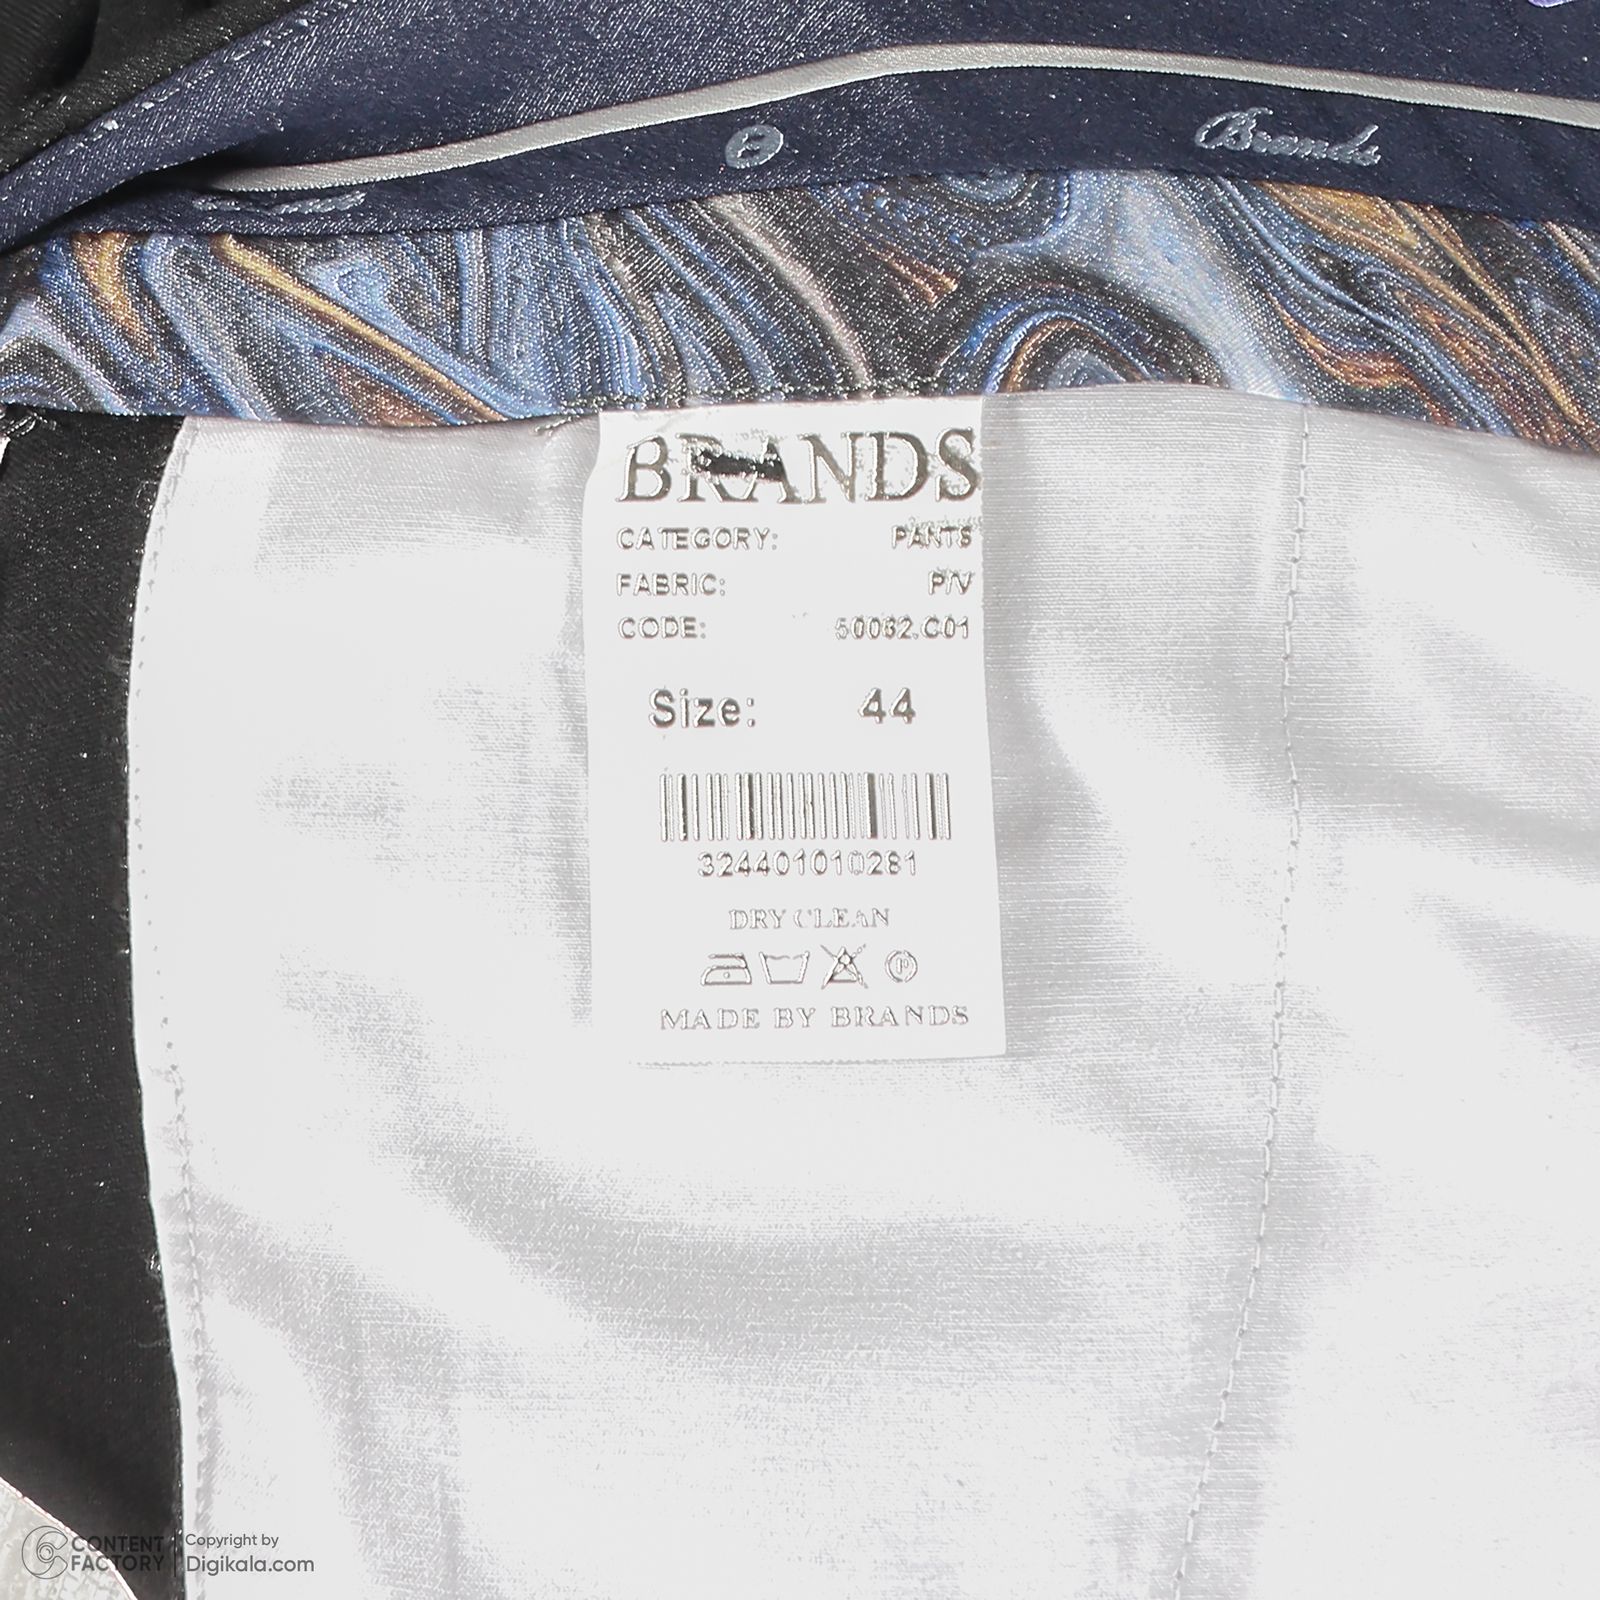 B
Brands
BRANDS
CATEGORY: PANTS
FABRIC: P/V
CODE: 50082.C01
Size: 44
324401010281
DRY CLEAN
P
MADE BY BRANDS
CONTENT FACTORY
Copyright by
Digikala.com